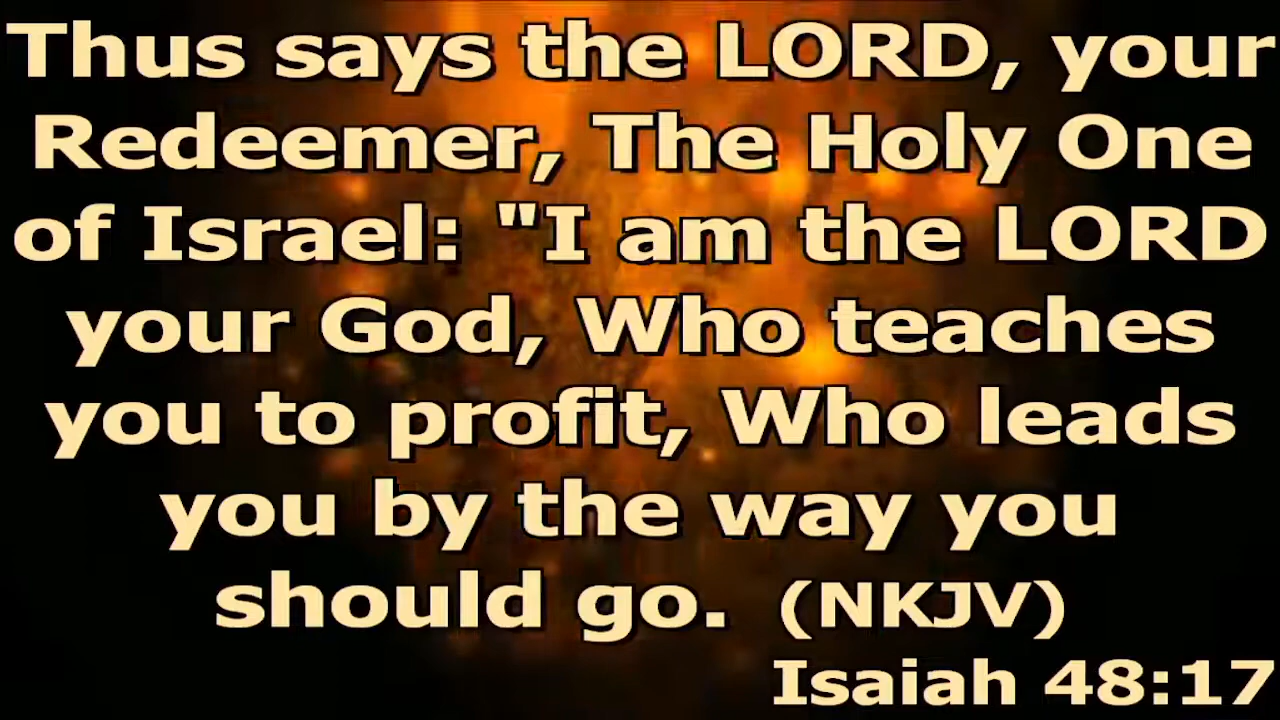 Thus says the LORD, your
Redeemer, The Holy One
of Israel: "I am the LORD
your God, Who teaches
you to profit, Who leads
you by the way you
should go. (NKJV)
Isaiah 48:17